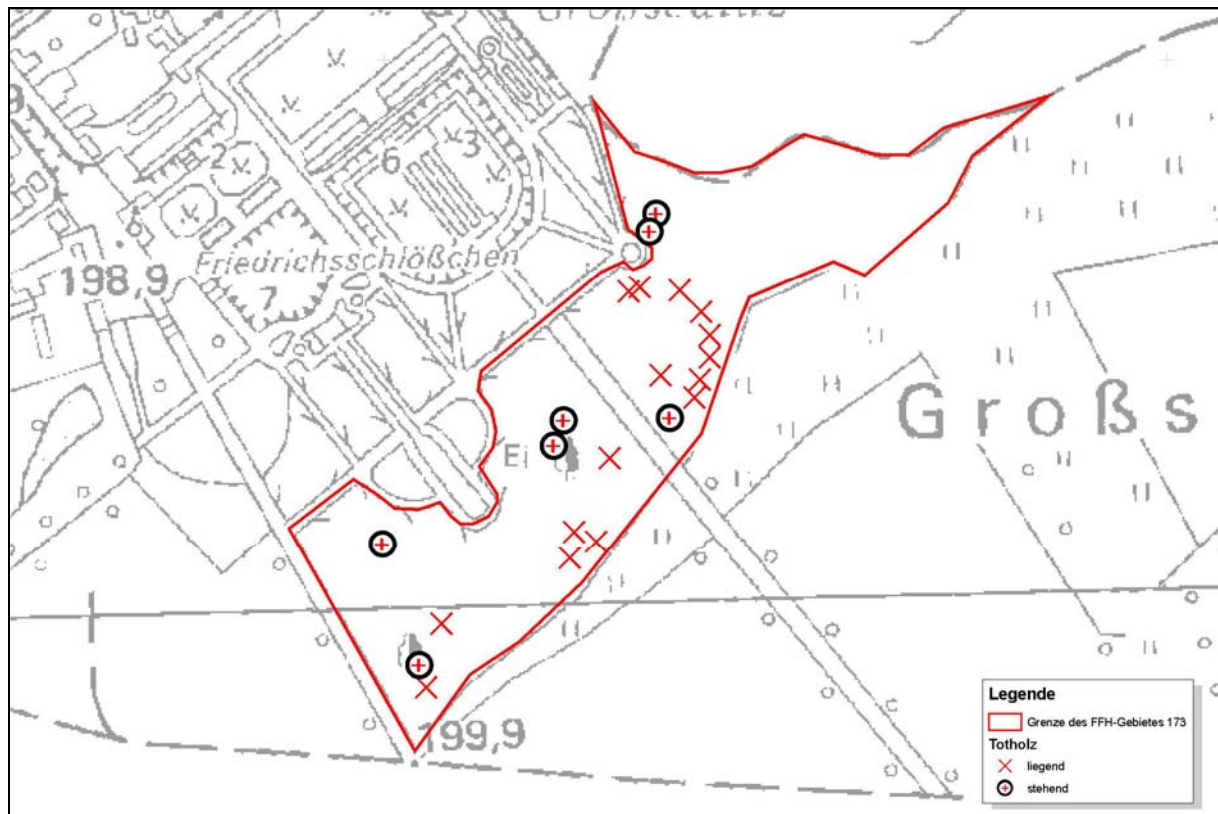 2
6
3
Friedrichsschlößchen
198,9
7
Großs
Ei
199,9
Legende
Grenze des FFH-Gebietes 173
Totholz
liegend
stehend